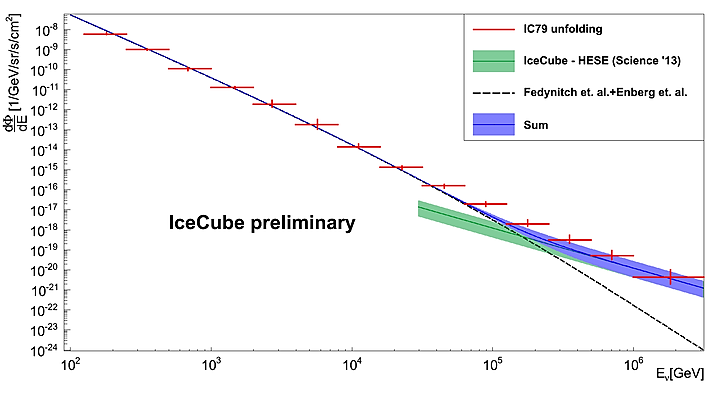 dΦ/dE [1/GeV/sr/s/cm²]
10⁻⁸
10⁻⁹
10⁻¹⁰
10⁻¹¹
10⁻¹²
10⁻¹³
10⁻¹⁴
10⁻¹⁵
10⁻¹⁶
10⁻¹⁷
10⁻¹⁸
10⁻¹⁹
10⁻²⁰
10⁻²¹
10⁻²²
10⁻²³
10⁻²⁴
IC79 unfolding
IceCube - HESE (Science '13)
Fedynitch et. al.+Enberg et. al.
Sum
IceCube preliminary
10² 10³ 10⁴ 10⁵ 10⁶
Eᵥ[GeV]